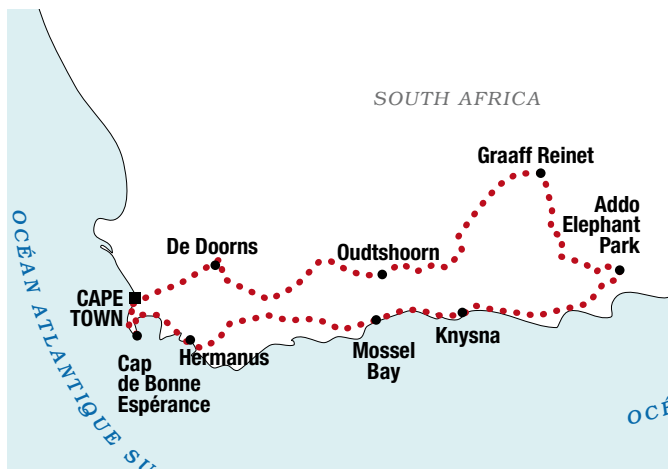 SOUTH AFRICA
Graaff Reinet
Addo
Elephant
Park
De Doorns
Oudtshoorn
CAPE
TOWN
Hermanus
Knysna
Mossel
Bay
Cap
de Bonne
Espérance
OCÉAN ATLANTIQUE SU
OCÉ